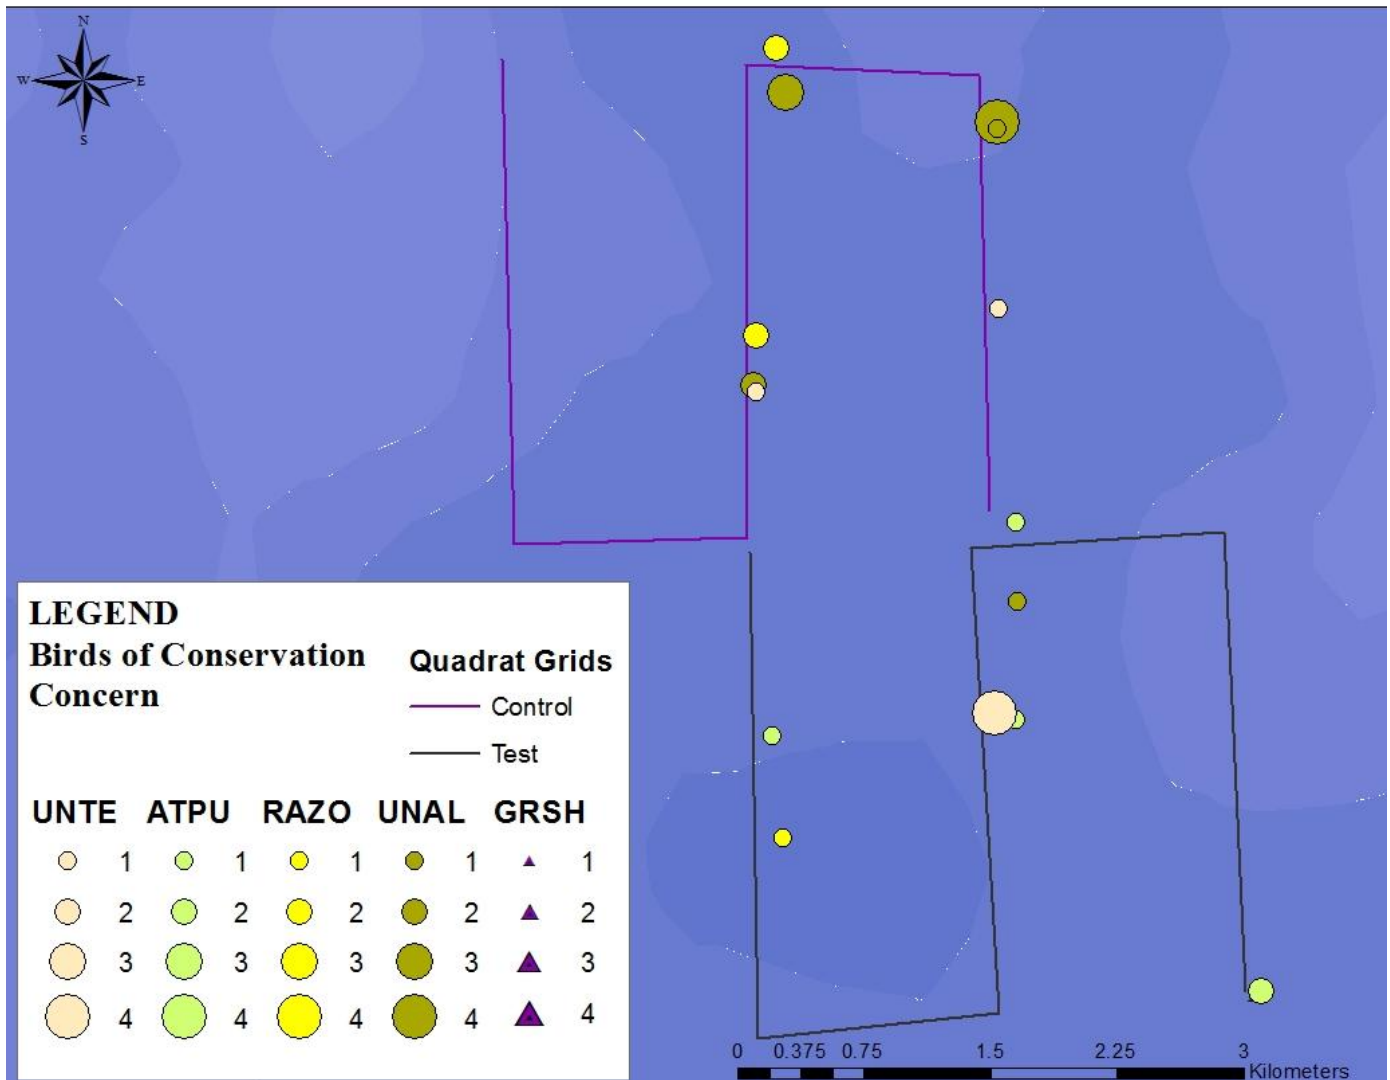 N
W E
S
LEGEND
Birds of Conservation
Concern
Quadrat Grids
Control
Test
UNTE ATPU RAZO UNAL GRSH
1 1 1 1 1
2 2 2 2 2
3 3 3 3 3
4 4 4 4 4
0 0.375 0.75 1.5 2.25 3
Kilometers